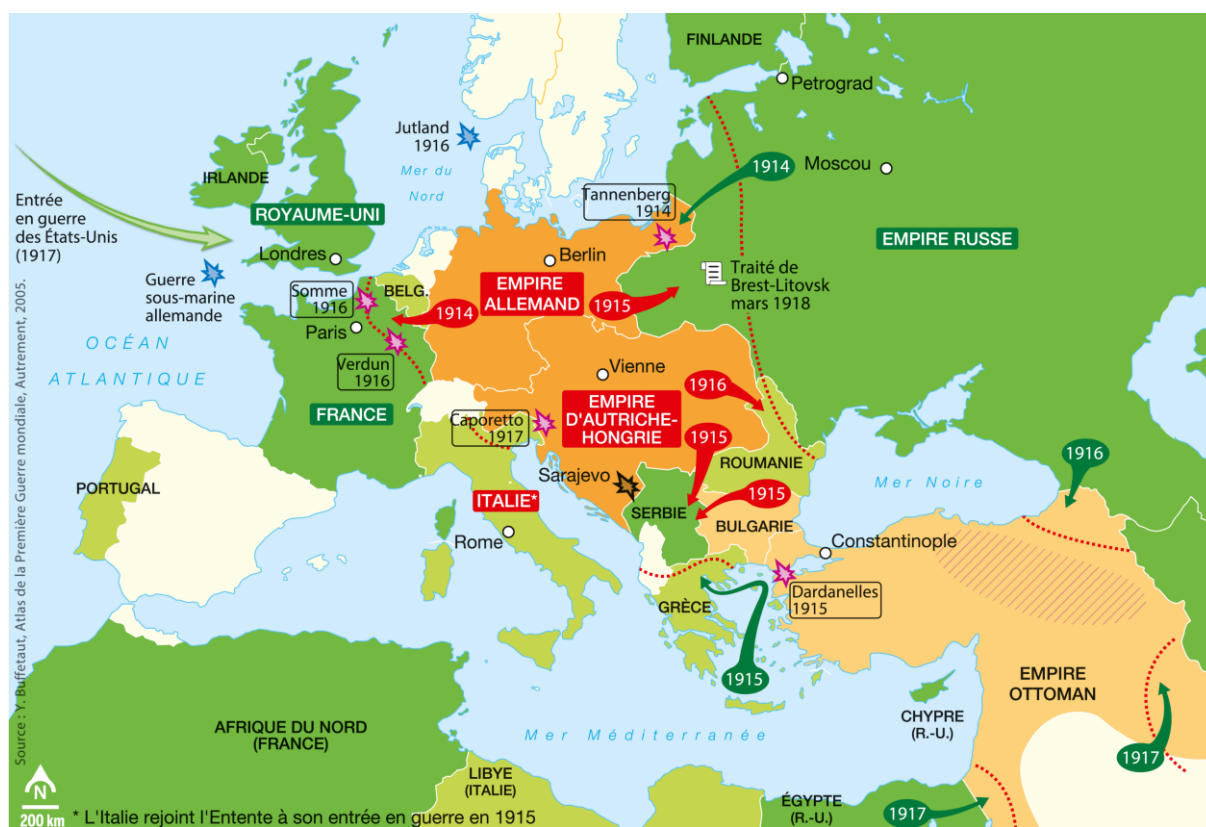 FINLANDE
Petrograd
Jutland
1916
Mer du
Nord
Moscou
1914
IRLANDE
Tannenberg
1914
Entrée
en guerre
des États-Unis
(1917)
ROYAUME-UNI
EMPIRE RUSSE
Londres
Berlin
Guerre
sous-marine
allemande
Somme
1916
BELG.
EMPIRE
ALLEMAND
1915
Traité de
Brest-Litovsk
mars 1918
1914
Paris
OCÉAN
ATLANTIQUE
Verdun
1916
Vienne
1916
FRANCE
Caporetto
1917
EMPIRE
D'AUTRICHE-
HONGRIE
1915
ROUMANIE
1916
PORTUGAL
Sarajevo
Mer Noire
ITALIE*
SERBIE
1915
BULGARIE
Rome
Constantinople
GRÈCE
Dardanelles
1915
1915
EMPIRE
OTTOMAN
AFRIQUE DU NORD
(FRANCE)
Mer Méditerranée
CHYPRE
(R.-U.)
1917
LIBYE
(ITALIE)
ÉGYPTE
(R.-U.)
1917
N
200 km
* L'Italie rejoint l'Entente à son entrée en guerre en 1915
Source : Y. Buffetaut, Atlas de la Première Guerre mondiale, Autrement, 2005.